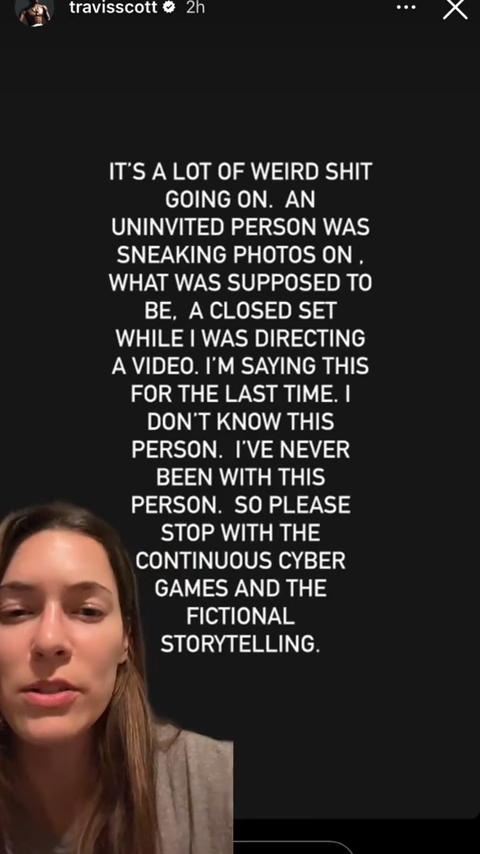 travisscott 2h
IT'S A LOT OF WEIRD SHIT
GOING ON.  AN
UNINVITED PERSON WAS
SNEAKING PHOTOS ON ,
WHAT WAS SUPPOSED TO
BE,  A CLOSED SET
WHILE I WAS DIRECTING
A VIDEO. I'M SAYING THIS
FOR THE LAST TIME. I
DON'T KNOW THIS
PERSON.  I'VE NEVER
BEEN WITH THIS
PERSON.  SO PLEASE
STOP WITH THE
CONTINUOUS CYBER
GAMES AND THE
FICTIONAL
STORYTELLING.